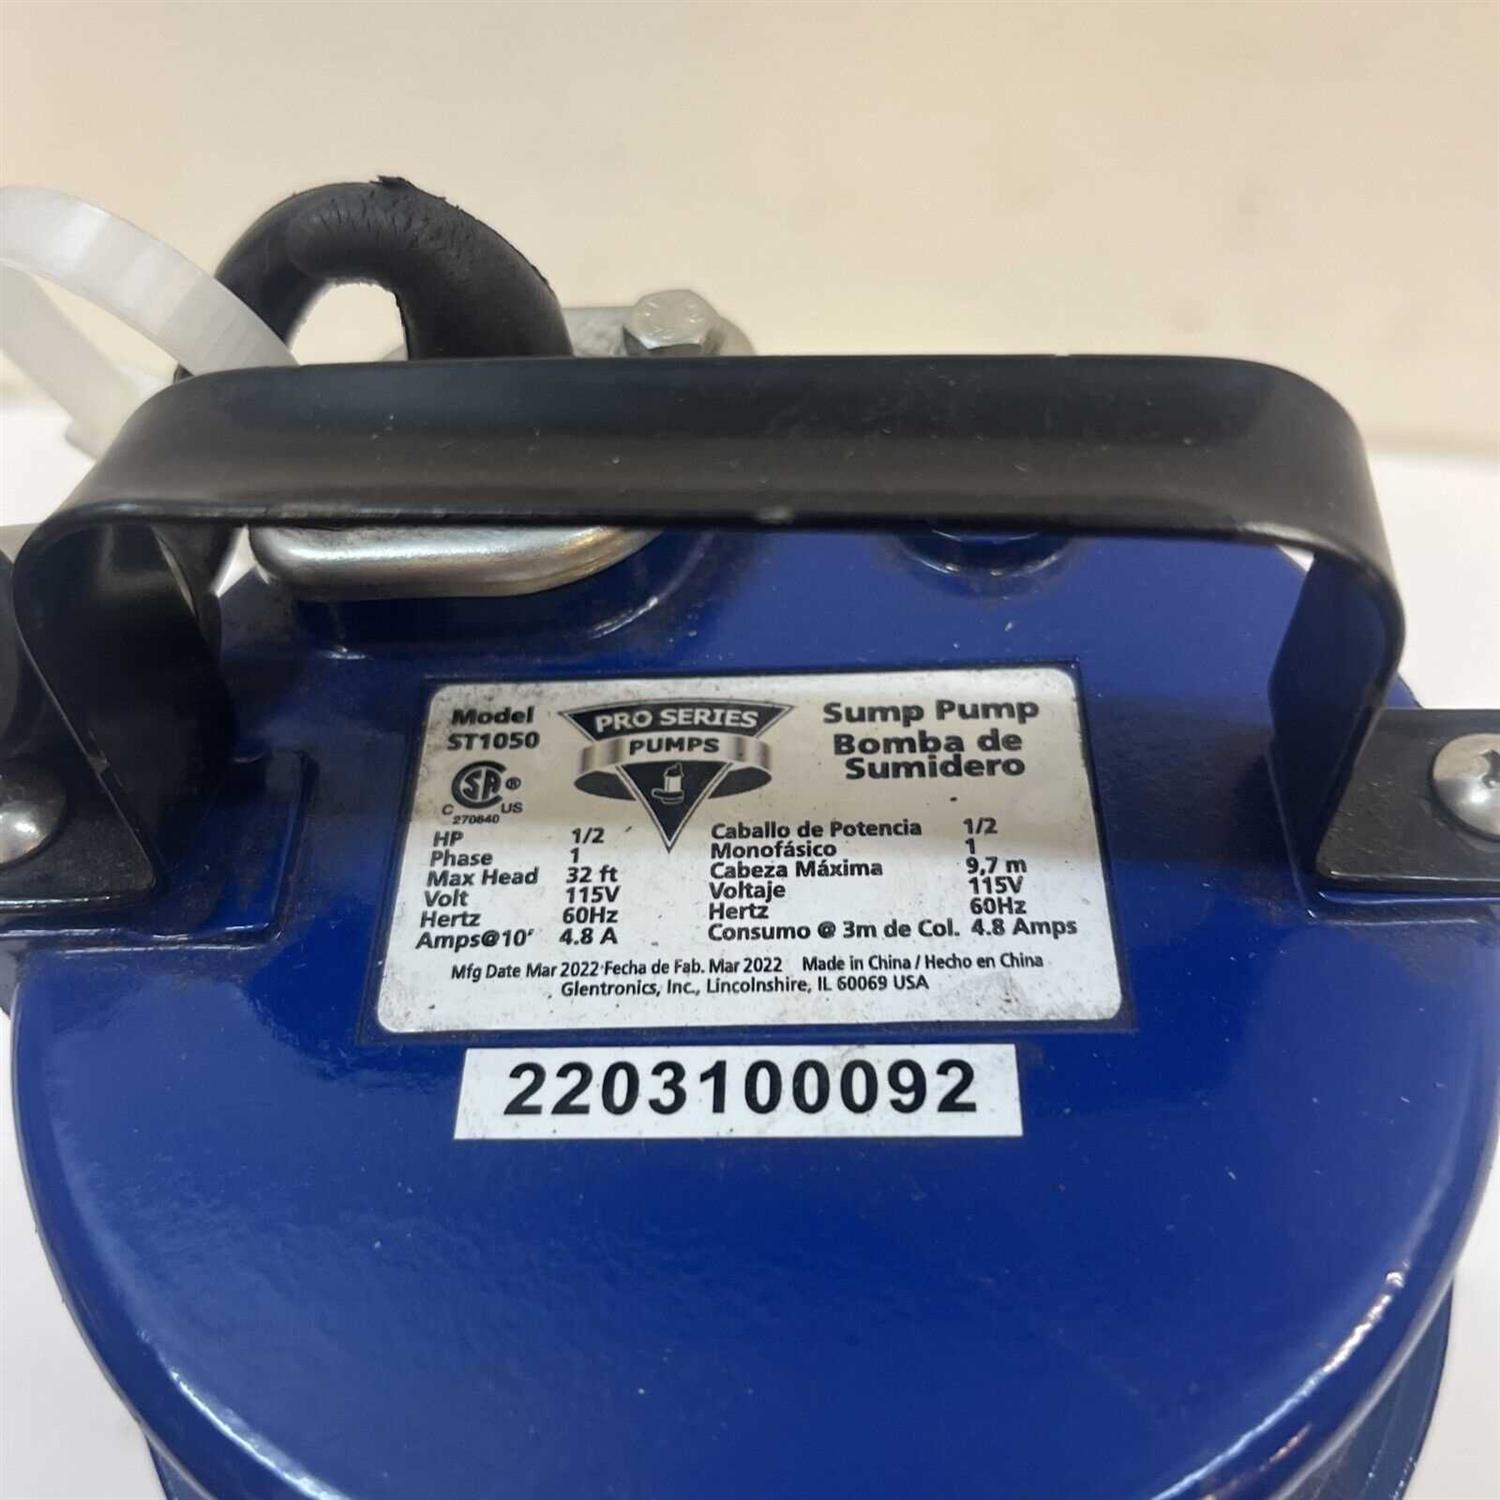 Model
ST1050
PRO SERIES
PUMPS
Sump Pump
Bomba de
Sumidero
SA ®
C US
270640
HP 1/2 Caballo de Potencia 1/2
Phase 1 Monofásico 1
Max Head 32 ft Cabeza Máxima 9,7 m
Volt 115V Voltaje 115V
Hertz 60Hz Hertz 60Hz
Amps@10' 4.8 A Consumo @ 3m de Col. 4.8 Amps
Mfg Date Mar 2022 Fecha de Fab. Mar 2022 Made in China / Hecho en China
Glentronics, Inc., Lincolnshire, IL 60069 USA
2203100092